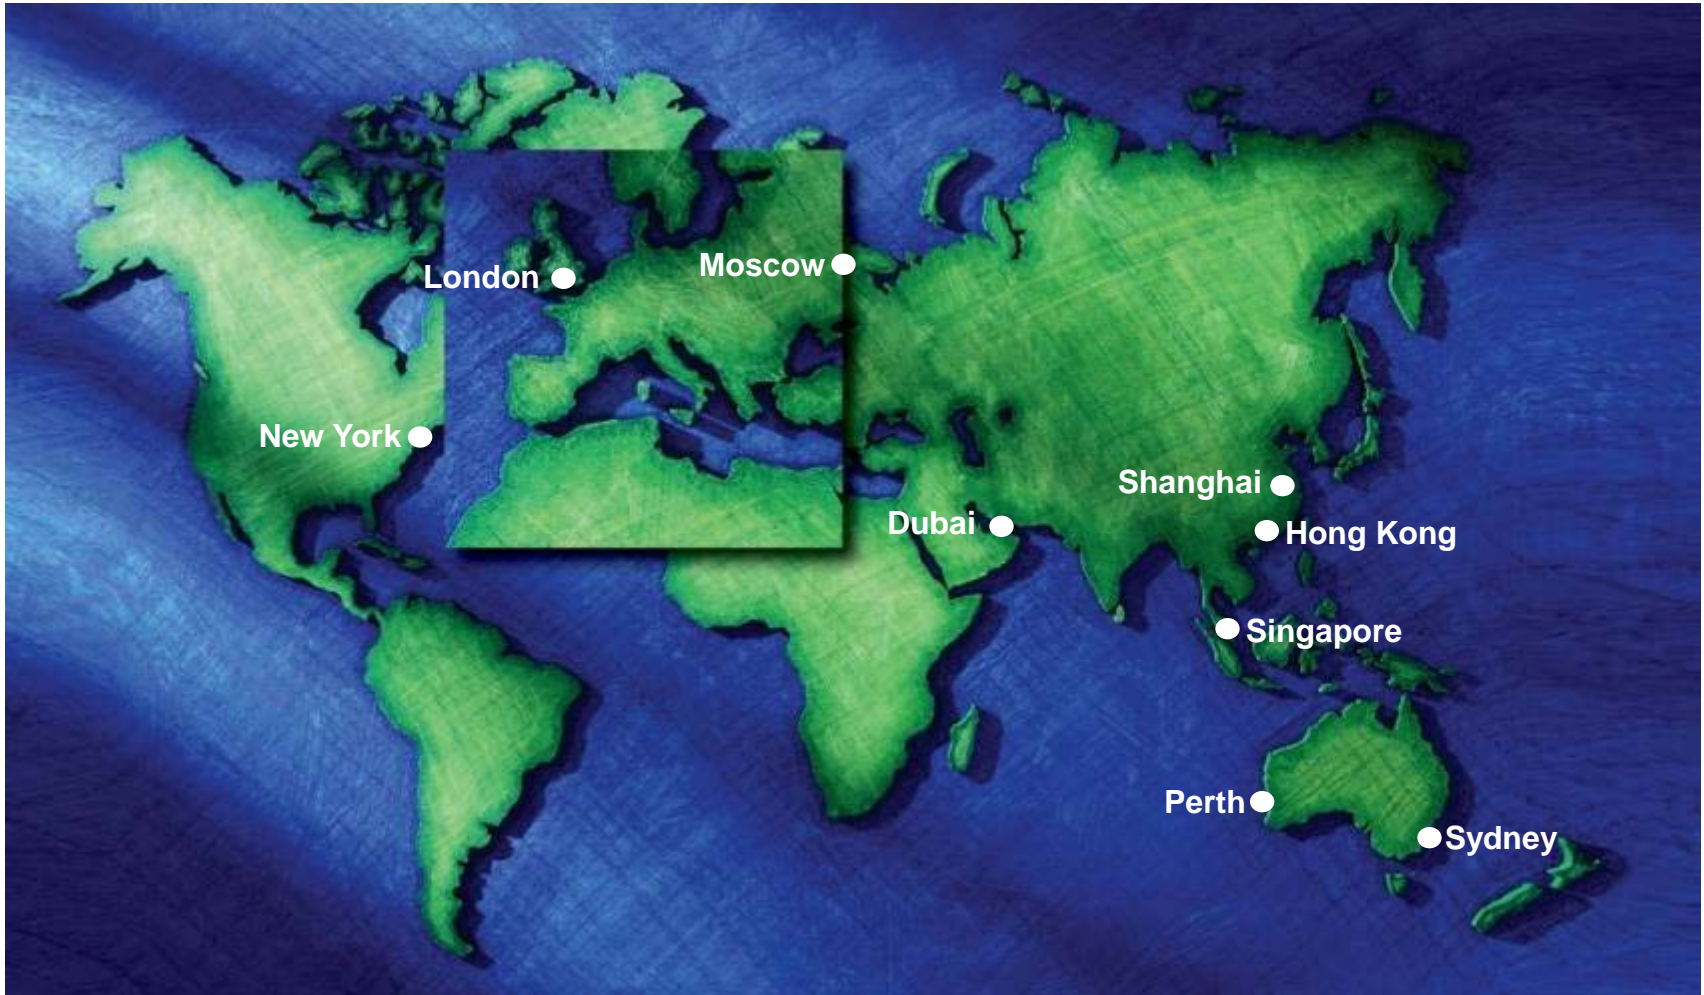 London
Moscow
New York
Shanghai
Dubai
Hong Kong
Singapore
Perth
Sydney